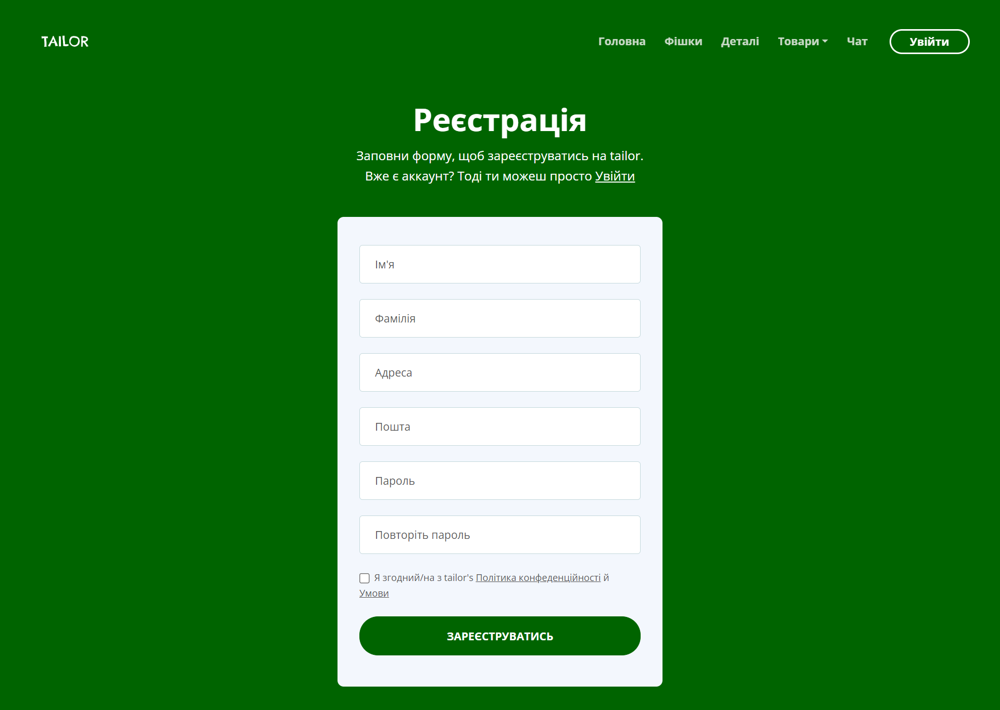 TAILOR
Головна Фішки Деталі Товари Чат Увійти
Реєстрація
Заповни форму, щоб зареєструватись на tailor.
Вже є аккаунт? Тоді ти можеш просто Увійти
Ім'я
Фамілія
Адреса
Пошта
Пароль
Повторіть пароль
Я згодний/на з tailor's Політика конфеденційності й
Умови
ЗАРЕЄСТРУВАТИСЬ